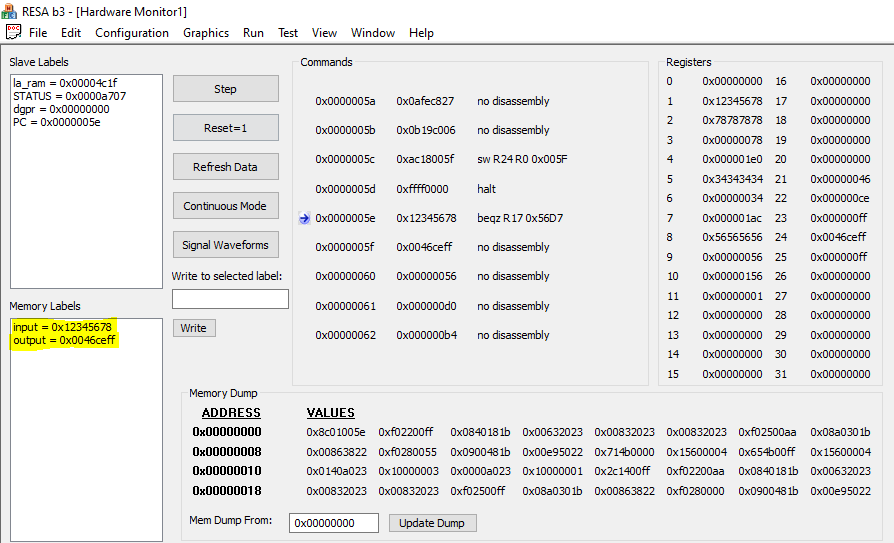 RESA b3 - [Hardware Monitor1]
File Edit Configuration Graphics Run Test View Window Help
Slave Labels
la_ram = 0x00004c1f
STATUS = 0x0000a707
dgpr = 0x00000000
PC = 0x0000005e
Memory Labels
input = 0x12345678
output = 0x0046ceff
Step
Reset=1
Refresh Data
Continuous Mode
Signal Waveforms
Write to selected label:
Write
Commands
0x0000005a 0x0afec827 no disassembly
0x0000005b 0x0b19c006 no disassembly
0x0000005c 0xac18005f sw R24 R0 0x005F
0x0000005d 0xffff0000 halt
0x0000005e 0x12345678 beqz R17 0x56D7
0x0000005f 0x0046ceff no disassembly
0x00000060 0x00000056 no disassembly
0x00000061 0x000000d0 no disassembly
0x00000062 0x000000b4 no disassembly
Registers
0 0x00000000 16 0x00000000
1 0x12345678 17 0x00000000
2 0x78787878 18 0x00000000
3 0x00000078 19 0x00000000
4 0x000001e0 20 0x00000000
5 0x34343434 21 0x00000046
6 0x00000034 22 0x000000ce
7 0x000001ac 23 0x000000ff
8 0x56565656 24 0x0046ceff
9 0x00000056 25 0x000000ff
10 0x00000156 26 0x00000000
11 0x00000001 27 0x00000000
12 0x00000000 28 0x00000000
13 0x00000000 29 0x00000000
14 0x00000000 30 0x00000000
15 0x00000000 31 0x00000000
Memory Dump
ADDRESS VALUES
0x00000000 0x8c01005e 0xf02200ff 0x0840181b 0x00632023 0x00832023 0x00832023 0xf02500aa 0x08a0301b
0x00000008 0x00863822 0xf0280055 0x0900481b 0x00e95022 0x714b0000 0x15600004 0x654b00ff 0x15600004
0x00000010 0x0140a023 0x10000003 0x0000a023 0x10000001 0x2c1400ff 0xf02200aa 0x0840181b 0x00632023
0x00000018 0x00832023 0x00832023 0xf02500ff 0x08a0301b 0x00863822 0xf0280000 0x0900481b 0x00e95022
Mem Dump From: 0x00000000 Update Dump